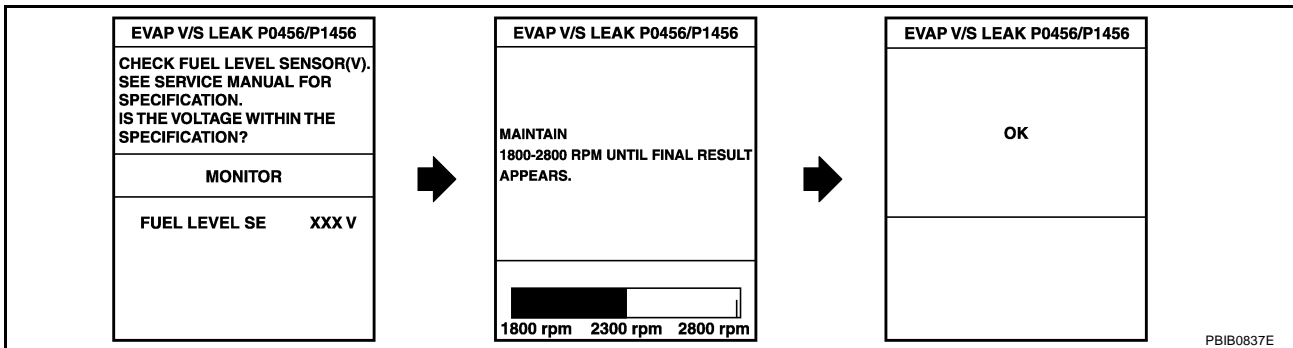 EVAP V/S LEAK P0456/P1456
CHECK FUEL LEVEL SENSOR(V).
SEE SERVICE MANUAL FOR
SPECIFICATION.
IS THE VOLTAGE WITHIN THE
SPECIFICATION?
MONITOR
FUEL LEVEL SE XXX V
EVAP V/S LEAK P0456/P1456
MAINTAIN
1800-2800 RPM UNTIL FINAL RESULT
APPEARS.
1800 rpm 2300 rpm 2800 rpm
EVAP V/S LEAK P0456/P1456
OK
PBIB0837E